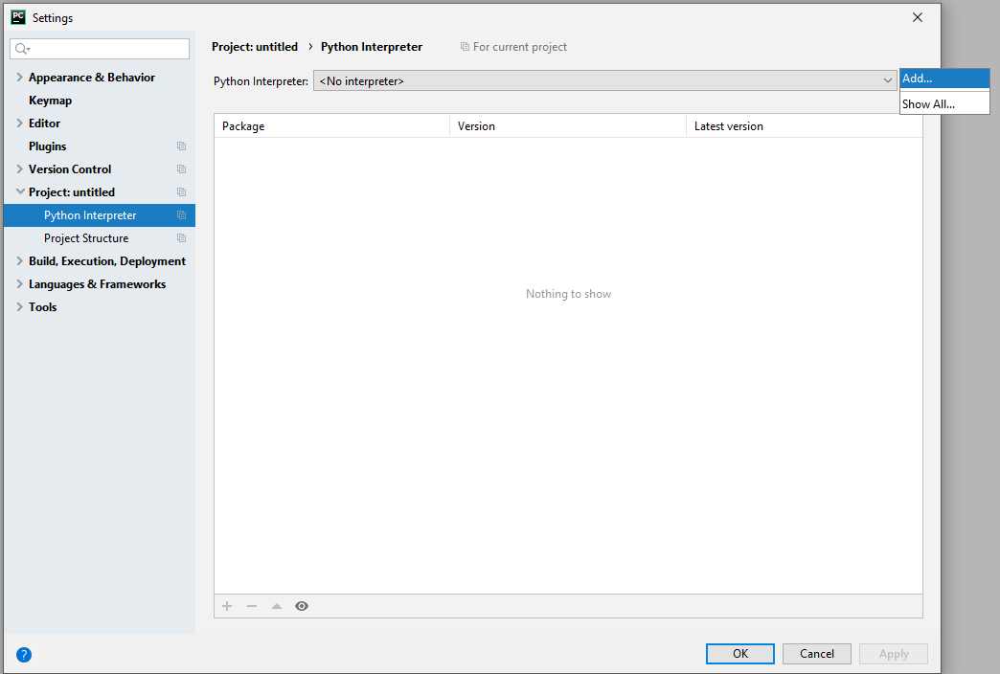 PC Settings
Project: untitled › Python Interpreter For current project
Python Interpreter: <No interpreter>
Add...
Show All...
Appearance & Behavior
Keymap
Editor
Plugins
Version Control
Project: untitled
Python Interpreter
Project Structure
Build, Execution, Deployment
Languages & Frameworks
Tools
Package Version Latest version
Nothing to show
? OK Cancel Apply